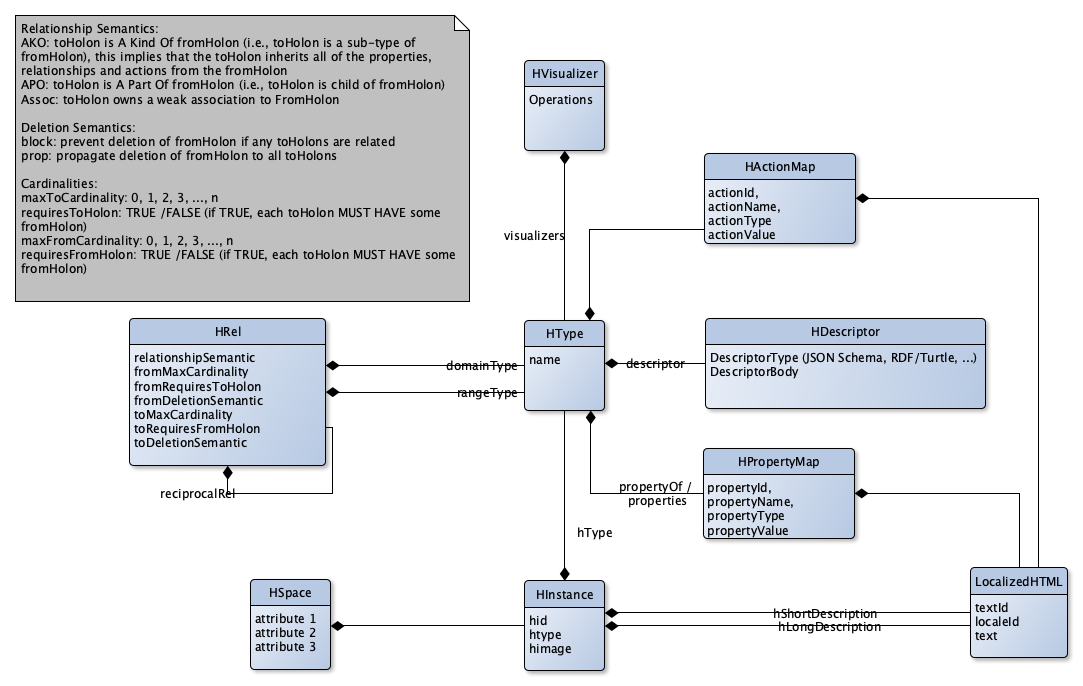 Relationship Semantics:
AKO: toHolon is A Kind Of fromHolon (i.e., toHolon is a sub-type of
fromHolon), this implies that the toHolon inherits all of the properties,
relationships and actions from the fromHolon
APO: toHolon is A Part Of fromHolon (i.e., toHolon is child of fromHolon)
Assoc: toHolon owns a weak association to FromHolon
Deletion Semantics:
block: prevent deletion of fromHolon if any toHolons are related
prop: propagate deletion of fromHolon to all toHolons
Cardinalities:
maxToCardinality: 0, 1, 2, 3, ..., n
requiresToHolon: TRUE /FALSE (if TRUE, each toHolon MUST HAVE some
fromHolon)
maxFromCardinality: 0, 1, 2, 3, ..., n
requiresFromHolon: TRUE /FALSE (if TRUE, each toHolon MUST HAVE some
fromHolon)
HVisualizer
Operations
HActionMap
actionId,
actionName,
actionType
actionValue
visualizers
HRel
relationshipSemantic
fromMaxCardinality
fromRequiresToHolon
fromDeletionSemantic
toMaxCardinality
toRequiresFromHolon
toDeletionSemantic
domainType
rangeType
reciprocalRel
HType
name
descriptor
HDescriptor
DescriptorType (JSON Schema, RDF/Turtle, ...)
DescriptorBody
propertyOf /
properties
HPropertyMap
propertyId,
propertyName,
propertyType
propertyValue
hType
HSpace
attribute 1
attribute 2
attribute 3
HInstance
hid
htype
himage
hShortDescription
hLongDescription
LocalizedHTML
textId
localeId
text